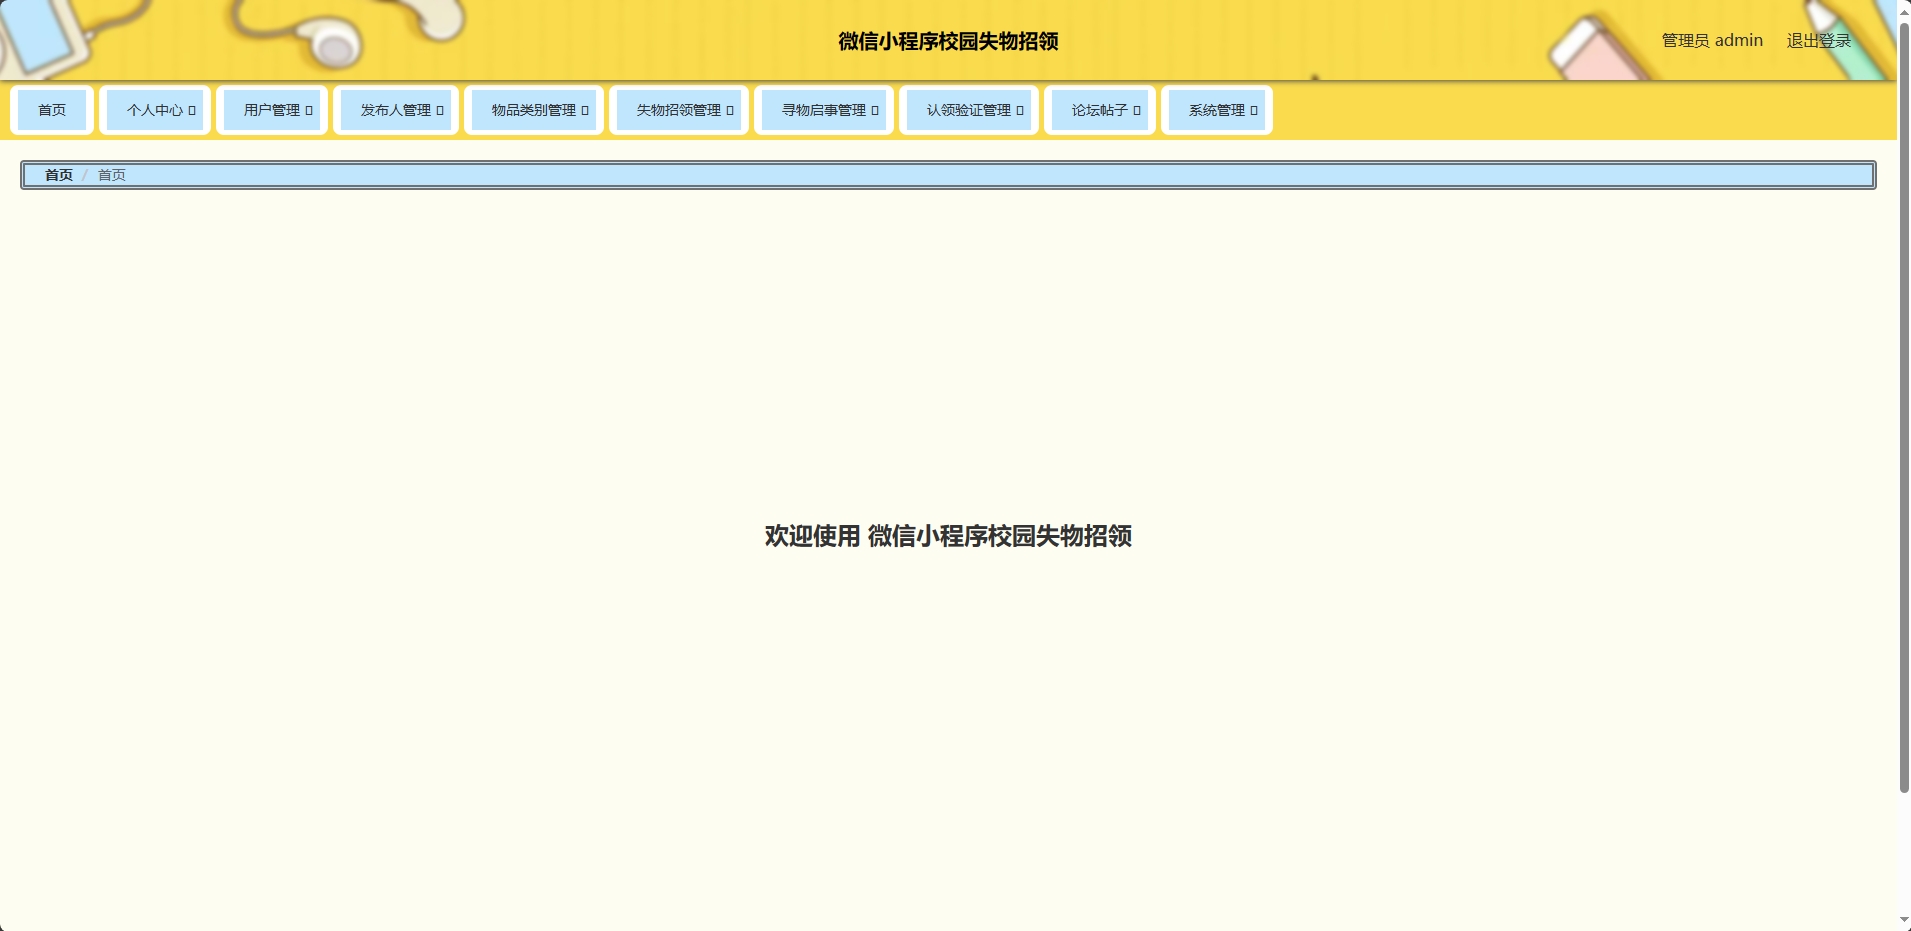 微信小程序校园失物招领
管理员 admin 退出登录
首页 个人中心 用户管理 发布人管理 物品类别管理 失物招领管理 寻物启事管理 认领验证管理 论坛帖子 系统管理
首页 / 首页
欢迎使用 微信小程序校园失物招领